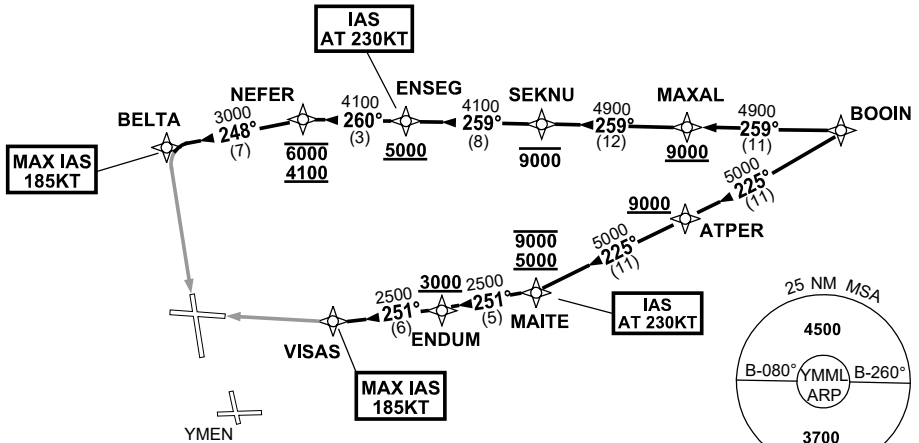 IAS
AT 230KT
ENSEG
NEFER
SEKNU
MAXAL
BOOIN
BELTA
3000
248°
(7)
4100
260°
(3)
4100
259°
(8)
4900
259°
(12)
4900
259°
(11)
MAX IAS
185KT
6000
4100
5000
9000
9000
5000
225°
(11)
9000
ATPER
9000
5000
5000
225°
(11)
3000
2500
251°
(6)
2500
251°
(5)
MAITE
ENDUM
VISAS
IAS
AT 230KT
MAX IAS
185KT
YMEN
25 NM MSA
4500
B-080°
YMML
ARP
B-260°
3700